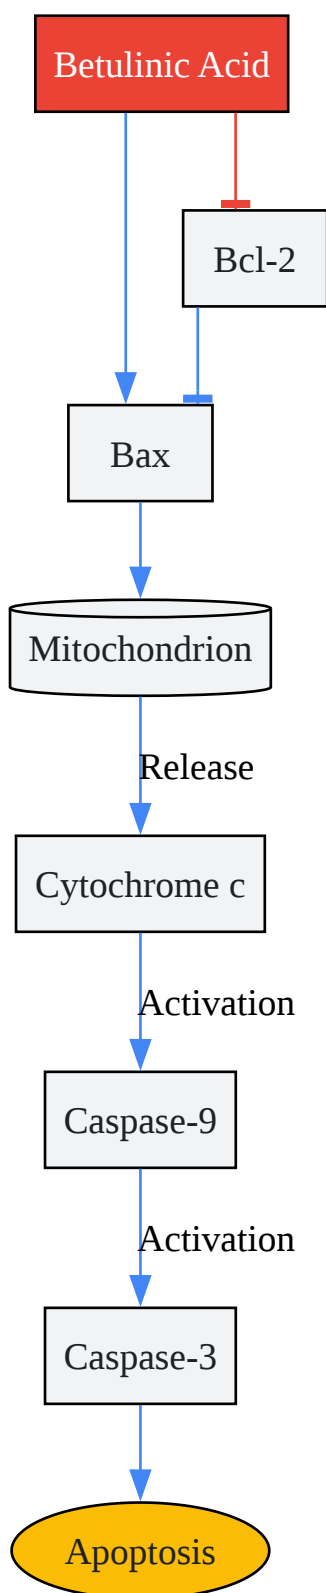 Betulinic Acid
Bcl-2
Bax
Mitochondrion
Release
Cytochrome c
Activation
Caspase-9
Activation
Caspase-3
Apoptosis